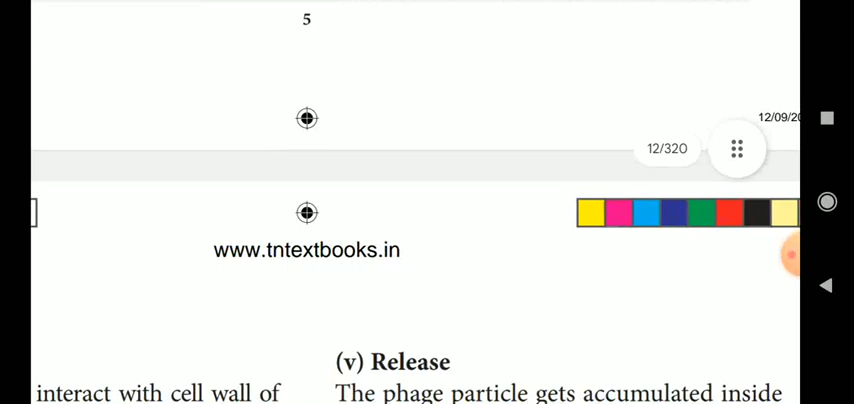 5
12/09/20
12/320
www.tntextbooks.in
interact with cell wall of
(v) Release
The phage particle gets accumulated inside